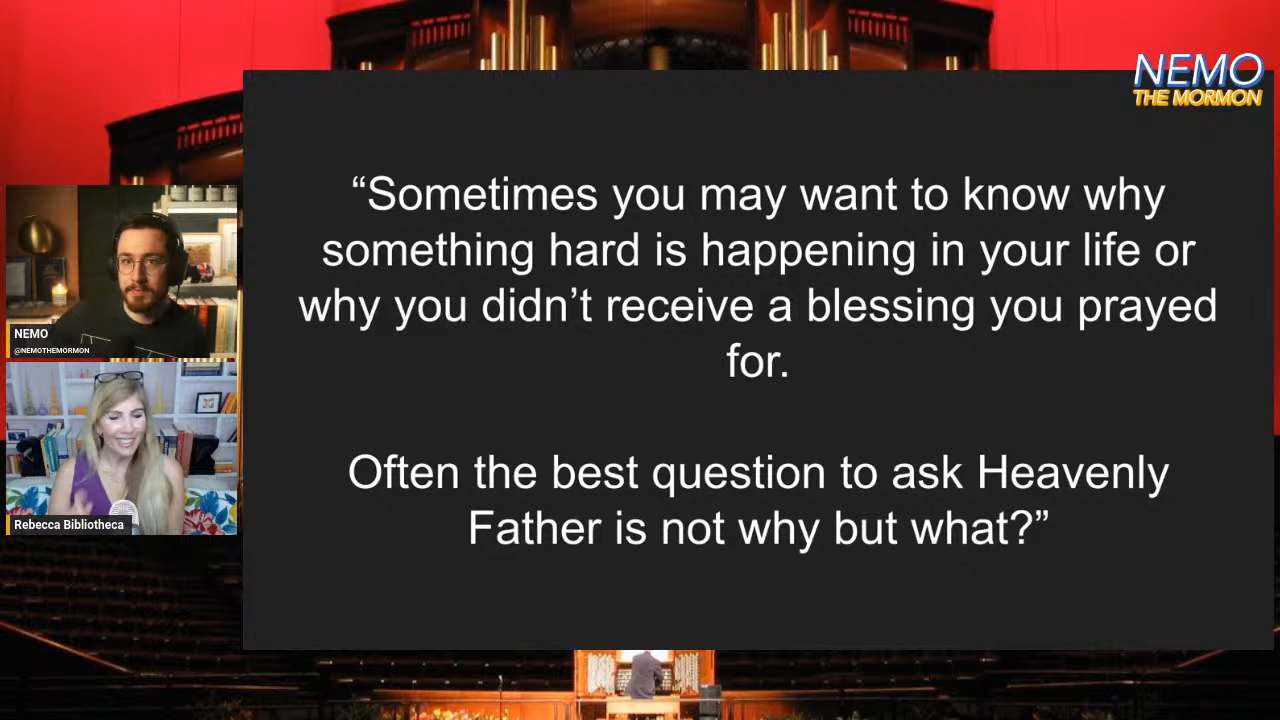 NEMO
THE MORMON
“Sometimes you may want to know why
something hard is happening in your life or
why you didn’t receive a blessing you prayed
for.
Often the best question to ask Heavenly
Father is not why but what?”
NEMO
@NEMOTHEMORMON
Rebecca Bibliotheca